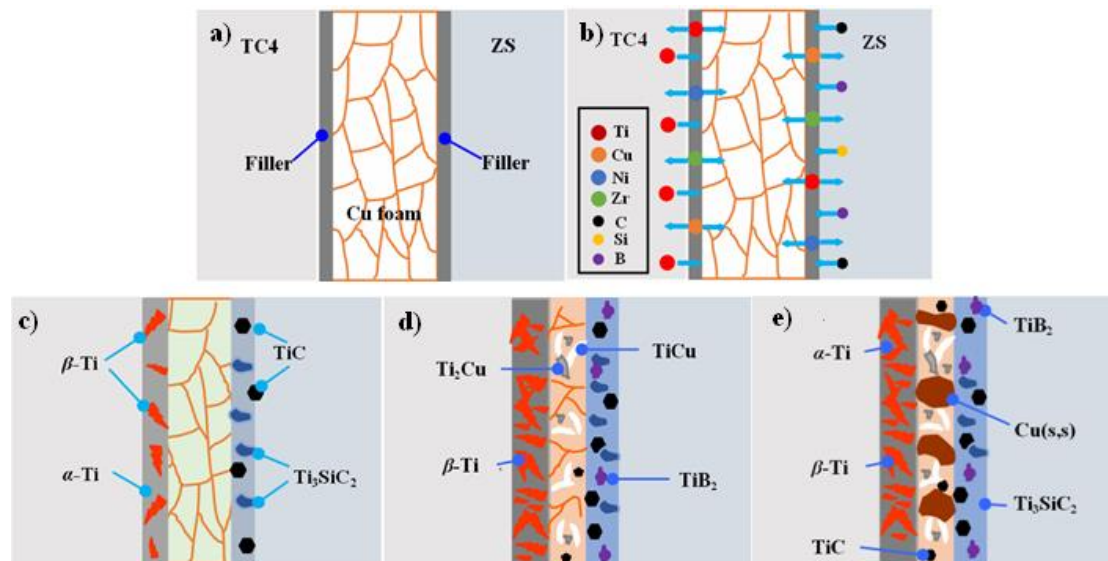 a)
TC4
ZS
Filler
Filler
Cu foam
b)
TC4
ZS
Ti
Cu
Ni
Zr
C
Si
B
c)
β-Ti
α-Ti
TiC
Ti₃SiC₂
d)
Ti₂Cu
TiCu
β-Ti
TiB₂
e)
α-Ti
β-Ti
TiC
TiB₂
Cu(s,s)
Ti₃SiC₂